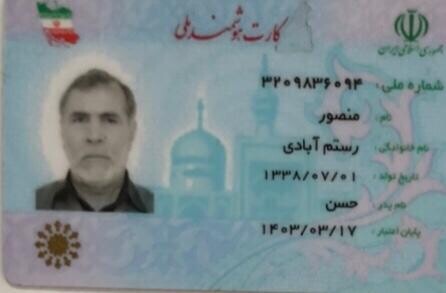 کارت هوشمند ملی
جمهوری اسلامی ایران
شماره ملی: ۳۲۰۹۸۳۶۰۹۴
نام: منصور
نام خانوادگی: رستم آبادی
تاریخ تولد: ۱۳۳۸/۰۷/۰۱
نام پدر: حسن
پایان اعتبار: ۱۴۰۳/۰۳/۱۷